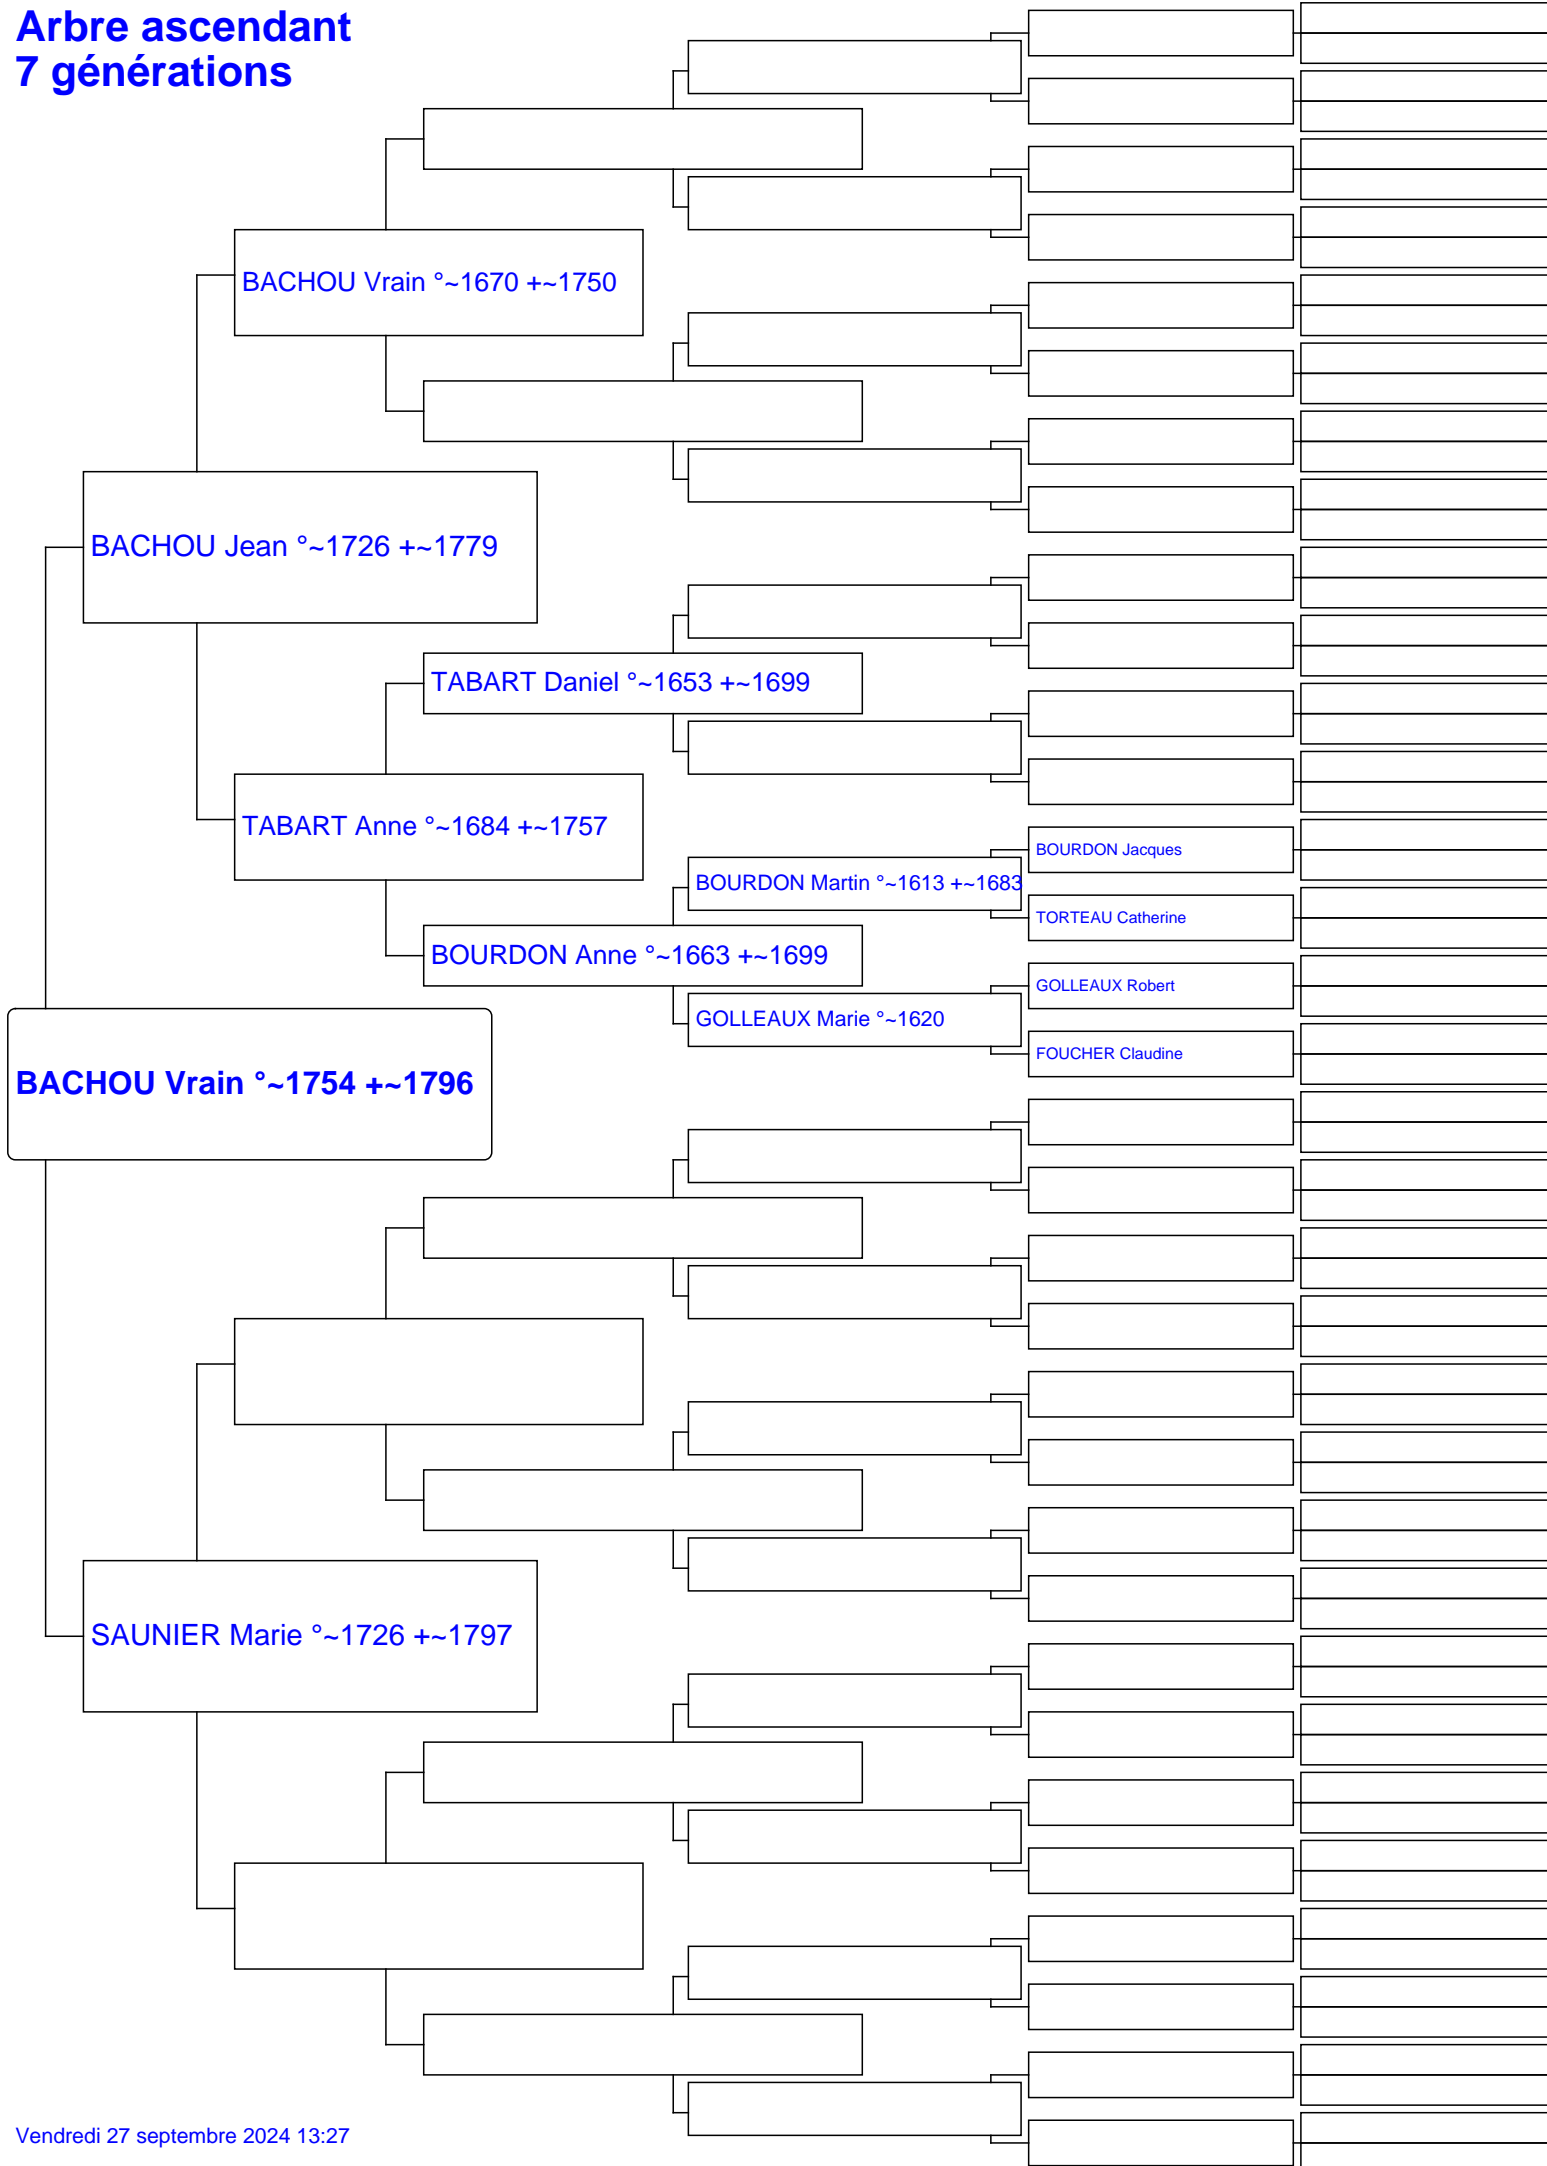 Arbre ascendant
7 générations
BACHOU Vrain °~1670 +~1750
BACHOU Jean °~1726 +~1779
TABART Daniel °~1653 +~1699
TABART Anne °~1684 +~1757
BOURDON Jacques
BOURDON Martin °~1613 +~1683
TORTEAU Catherine
BOURDON Anne °~1663 +~1699
GOLLEAUX Robert
GOLLEAUX Marie °~1620
FOUCHER Claudine
BACHOU Vrain °~1754 +~1796
SAUNIER Marie °~1726 +~1797
Vendredi 27 septembre 2024 13:27